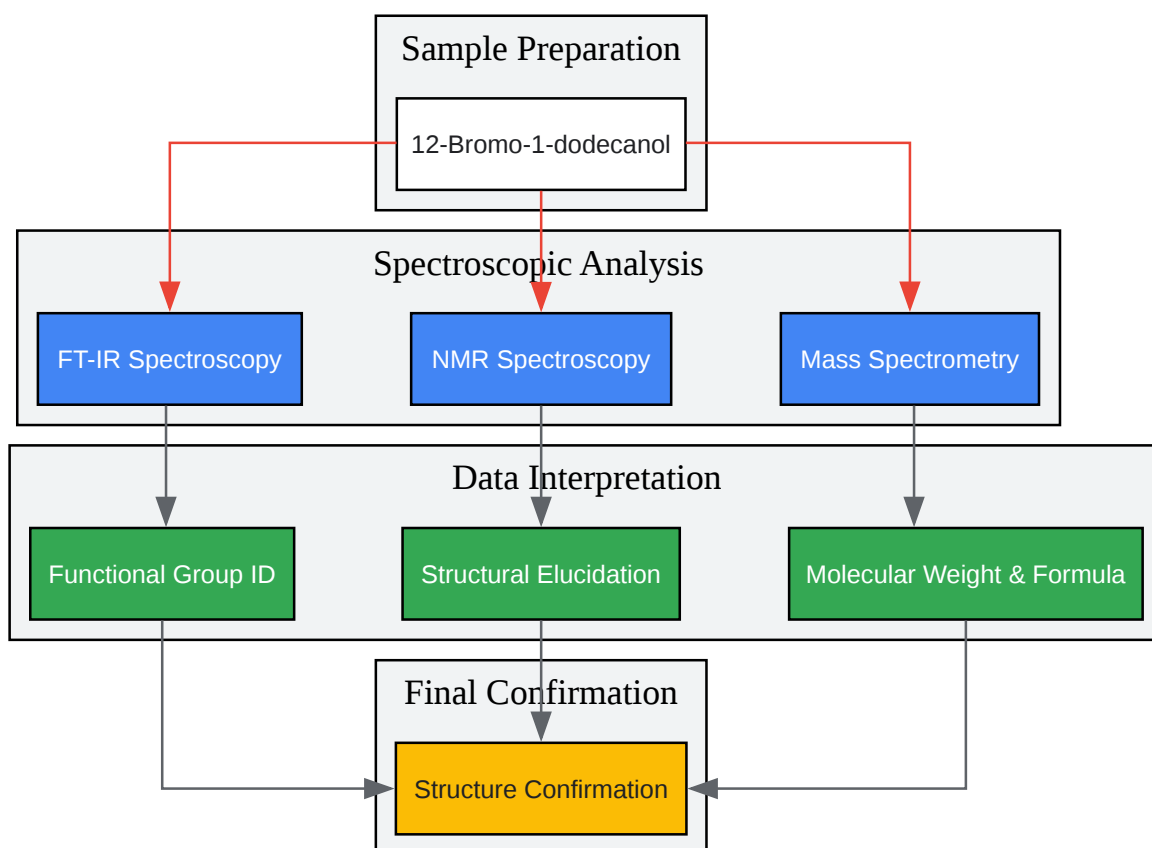 Sample Preparation
12-Bromo-1-dodecanol
Spectroscopic Analysis
FT-IR Spectroscopy
NMR Spectroscopy
Mass Spectrometry
Data Interpretation
Functional Group ID
Structural Elucidation
Molecular Weight & Formula
Final Confirmation
Structure Confirmation